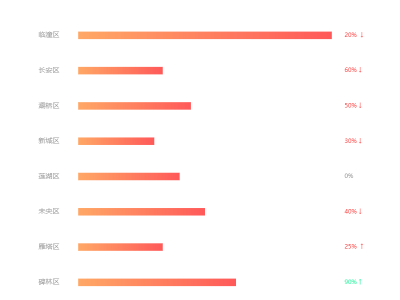 临潼区 20% ↓
长安区 60% ↓
灞桥区 50% ↓
新城区 30% ↓
莲湖区 0%
未央区 40% ↓
雁塔区 25% ↑
碑林区 90% ↑